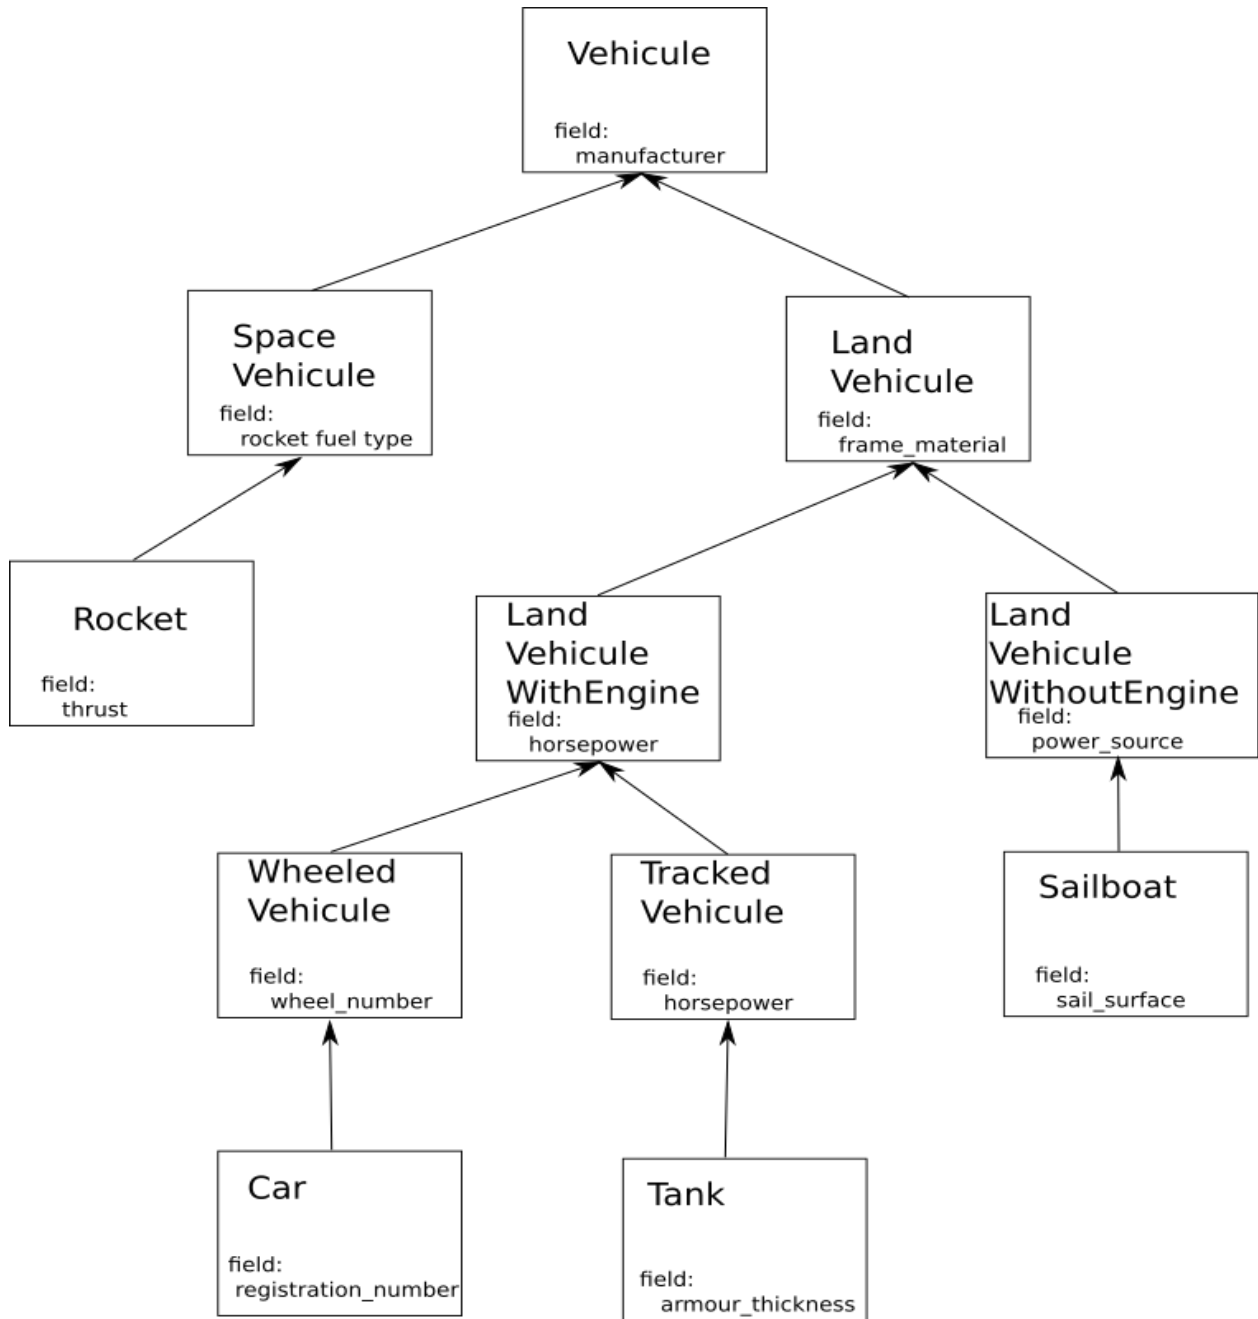 Vehicule
field:
manufacturer
Space
Vehicule
field:
rocket fuel type
Land
Vehicule
field:
frame_material
Rocket
field:
thrust
Land
Vehicule
WithEngine
field:
horsepower
Land
Vehicule
WithoutEngine
field:
power_source
Wheeled
Vehicule
field:
wheel_number
Tracked
Vehicule
field:
horsepower
Sailboat
field:
sail_surface
Car
field:
registration_number
Tank
field:
armour_thickness